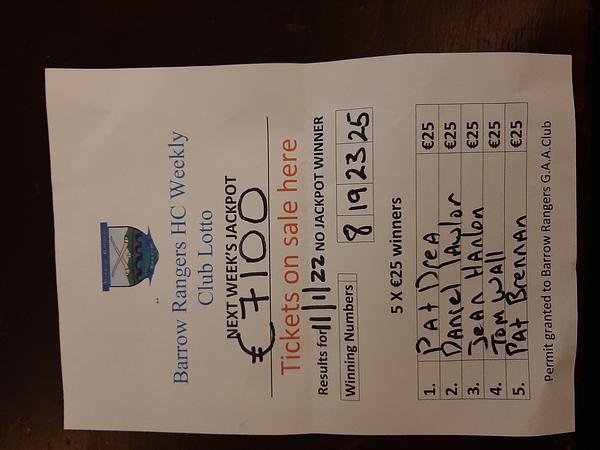 Barrow Rangers HC Weekly
Club Lotto
NEXT WEEK'S JACKPOT
€7100
Tickets on sale here
Results for 11/1/22 NO JACKPOT WINNER
Winning Numbers 8 19 23 25
5 X €25 winners
1. Pat Drea €25
2. Daniel Lawlor €25
3. Jean Hanlon €25
4. Tom Wall €25
5. Pat Brennan €25
Permit granted to Barrow Rangers G.A.A.Club